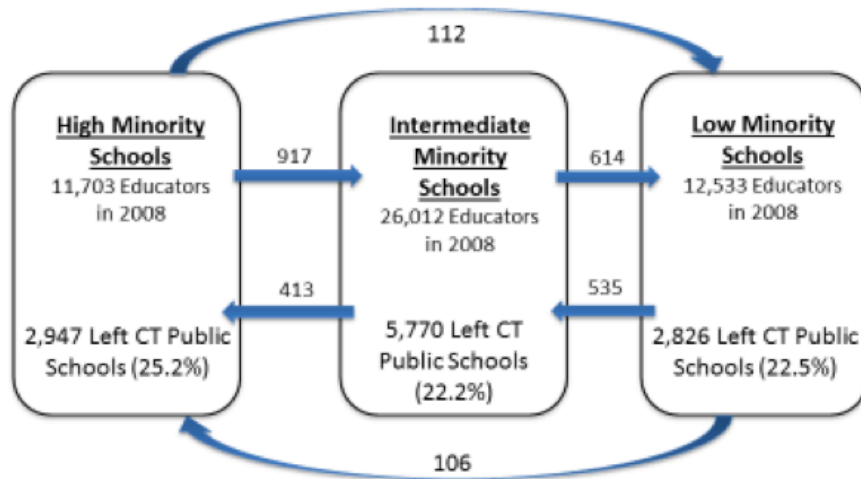 112
High Minority
Schools
11,703 Educators
in 2008
2,947 Left CT Public
Schools (25.2%)
917
413
Intermediate
Minority
Schools
26,012 Educators
in 2008
5,770 Left CT
Public Schools
(22.2%)
614
535
Low Minority
Schools
12,533 Educators
in 2008
2,826 Left CT Public
Schools (22.5%)
106